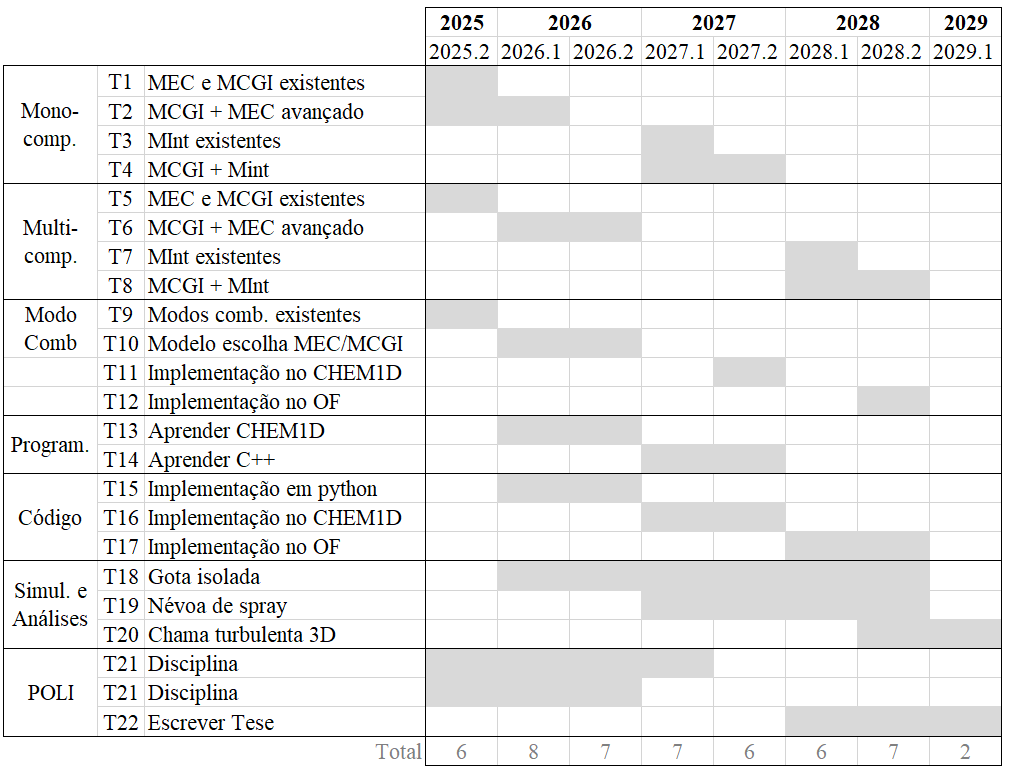 2025 2026 2027 2028 2029
2025.2 2026.1 2026.2 2027.1 2027.2 2028.1 2028.2 2029.1
Mono-
comp.
T1 MEC e MCGI existentes
T2 MCGI + MEC avançado
T3 MInt existentes
T4 MCGI + Mint
Multi-
comp.
T5 MEC e MCGI existentes
T6 MCGI + MEC avançado
T7 MInt existentes
T8 MCGI + MInt
Modo
Comb
T9 Modos comb. existentes
T10 Modelo escolha MEC/MCGI
T11 Implementação no CHEM1D
T12 Implementação no OF
Program.
T13 Aprender CHEM1D
T14 Aprender C++
Código
T15 Implementação em python
T16 Implementação no CHEM1D
T17 Implementação no OF
Simul. e
Análises
T18 Gota isolada
T19 Névoa de spray
T20 Chama turbulenta 3D
POLI
T21 Disciplina
T21 Disciplina
T22 Escrever Tese
Total 6 8 7 7 6 6 7 2